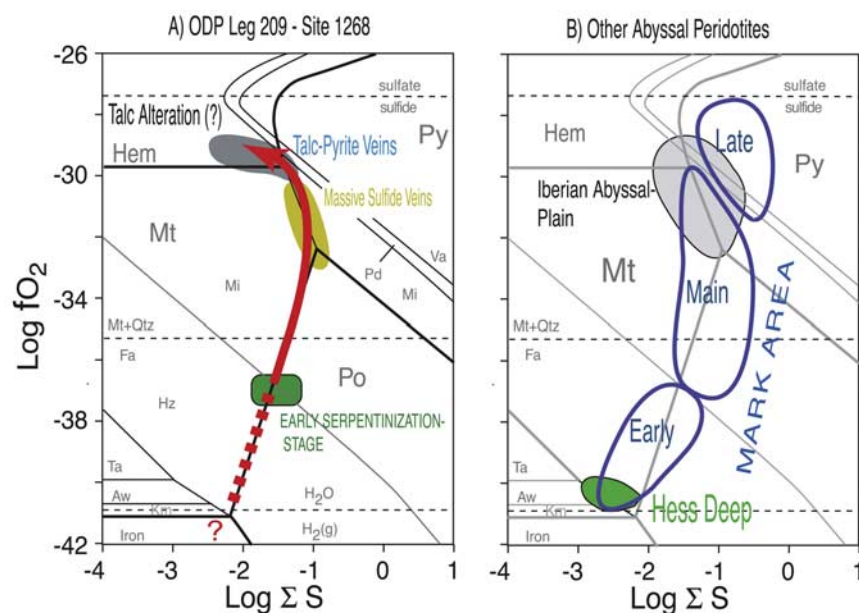 A) ODP Leg 209 - Site 1268
B) Other Abyssal Peridotites
Log fO2
-26
-30
-34
-38
-42
sulfate
sulfide
Talc Alteration (?)
Py
Hem
Talc-Pyrite Veins
Massive Sulfide Veins
Mt
Va
Pd
Mi
Mi
Mt+Qtz
Fa
Po
Hz
EARLY SERPENTINIZATION-
STAGE
Ta
Aw
Km
H2O
Iron
?
H2(g)
-4
-3
-2
-1
0
1
Log Σ S
sulfate
sulfide
Hem
Late
Py
Iberian Abyssal-
Plain
Mt
Main
MARK AREA
Mt+Qtz
Fa
Early
Ta
Aw
Km
Hess Deep
Iron
-4
-3
-2
-1
0
1
Log Σ S